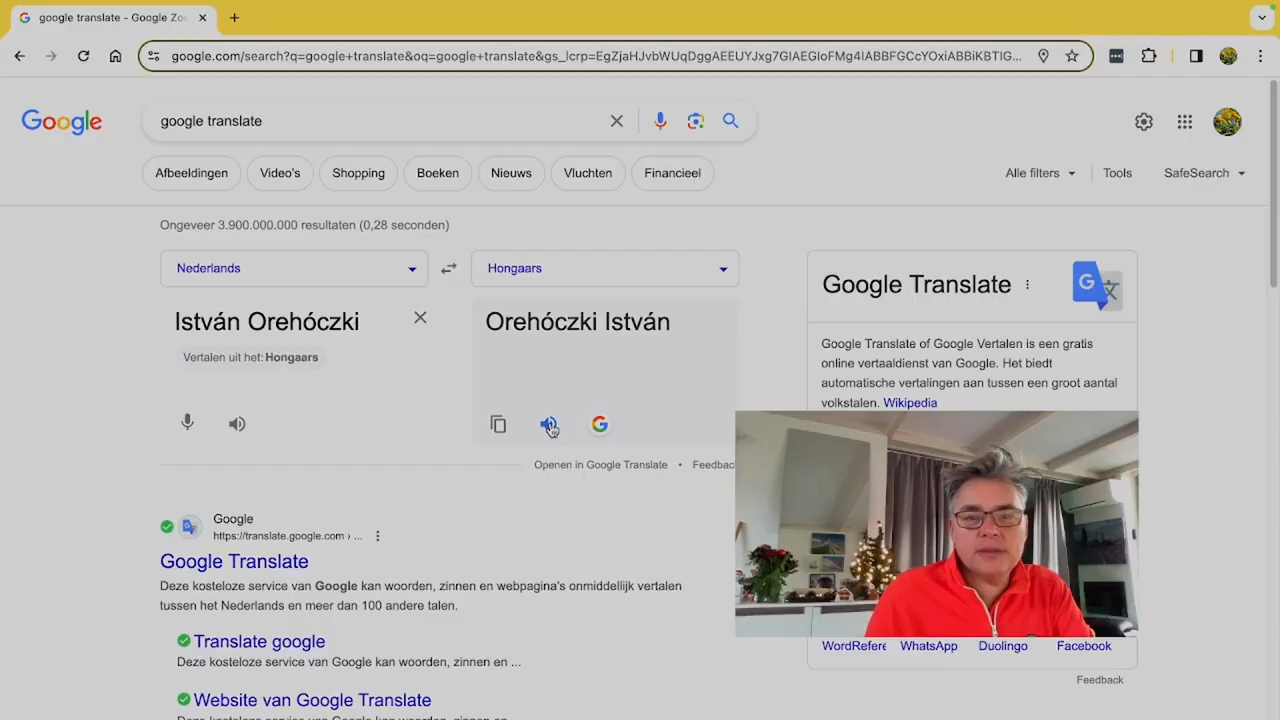 google translate - Google Zo
google.com/search?q=google+translate&oq=google+translate&gs_lcrp=EgZjaHJvbWUqDggAEEUYJxg7GIAEGIoFMg4IABBFGCcYOxiABBiKBTIG...
Google
google translate
Afbeeldingen
Video's
Shopping
Boeken
Nieuws
Vluchten
Financieel
Alle filters
Tools
SafeSearch
Ongeveer 3.900.000.000 resultaten (0,28 seconden)
Nederlands
Hongaars
István Orehóczki
Vertalen uit het: Hongaars
Orehóczki István
Openen in Google Translate • Feedbac
Google Translate
Google Translate of Google Vertalen is een gratis
online vertaaldienst van Google. Het biedt
automatische vertalingen aan tussen een groot aantal
volkstalen. Wikipedia
WordRefere
WhatsApp
Duolingo
Facebook
Feedback
Google
https://translate.google.com › ...
Google Translate
Deze kosteloze service van Google kan woorden, zinnen en webpagina's onmiddellijk vertalen
tussen het Nederlands en meer dan 100 andere talen.
Translate google
Deze kosteloze service van Google kan woorden, zinnen en ...
Website van Google Translate